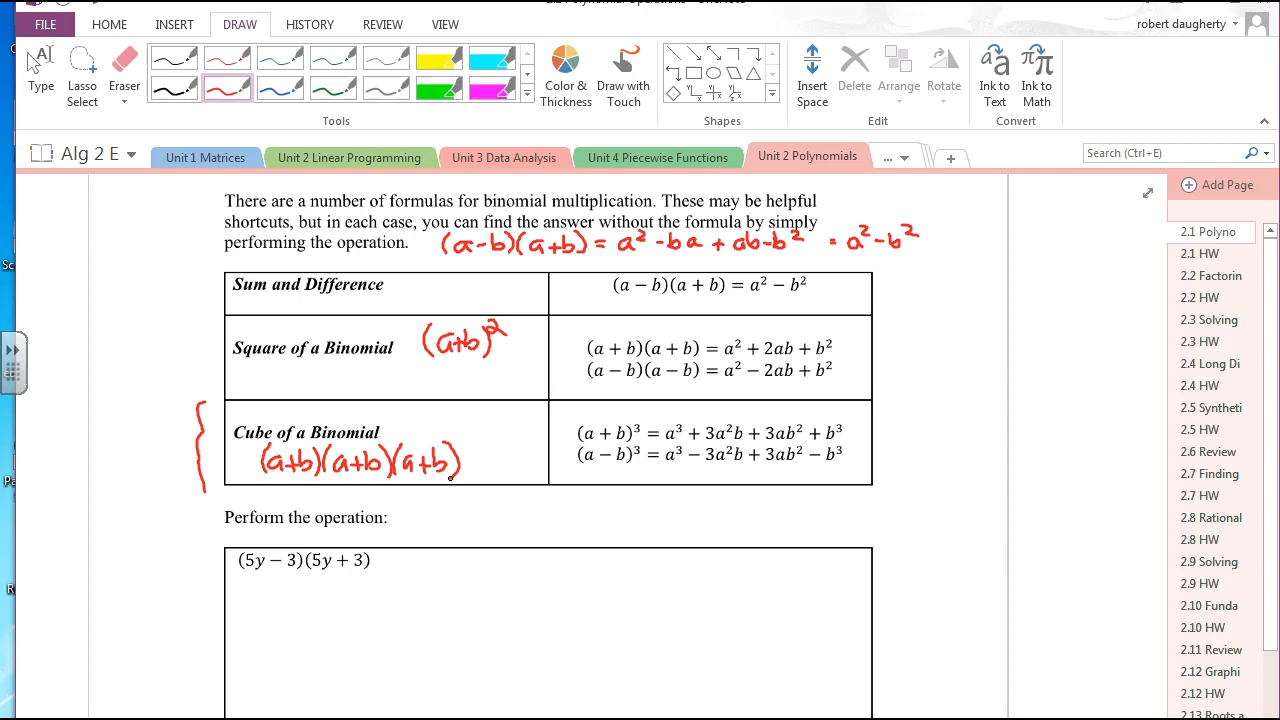 FILE HOME INSERT DRAW HISTORY REVIEW VIEW robert daugherty
Type Lasso Select Eraser Color & Thickness Draw with Touch Insert Space Delete Arrange Rotate Ink to Text Ink to Math
Tools Shapes Edit Convert
Alg 2 E Unit 1 Matrices Unit 2 Linear Programming Unit 3 Data Analysis Unit 4 Piecewise Functions Unit 2 Polynomials ... Search (Ctrl+E)
There are a number of formulas for binomial multiplication. These may be helpful
shortcuts, but in each case, you can find the answer without the formula by simply
performing the operation. (a-b)(a+b) = a² - ba + ab - b² = a² - b²
Sum and Difference (a − b)(a + b) = a² − b²
Square of a Binomial (a+b)²
(a + b)(a + b) = a² + 2ab + b²
(a − b)(a − b) = a² − 2ab + b²
Cube of a Binomial
(a+b)(a+b)(a+b)
(a + b)³ = a³ + 3a²b + 3ab² + b³
(a − b)³ = a³ − 3a²b + 3ab² − b³
Perform the operation:
(5y − 3)(5y + 3)
Add Page
2.1 Polyno
2.1 HW
2.2 Factorin
2.2 HW
2.3 Solving
2.3 HW
2.4 Long Di
2.4 HW
2.5 Syntheti
2.5 HW
2.6 Review
2.7 Finding
2.7 HW
2.8 Rational
2.8 HW
2.9 Solving
2.9 HW
2.10 Funda
2.10 HW
2.11 Review
2.12 Graphi
2.12 HW
2.13 Roots a